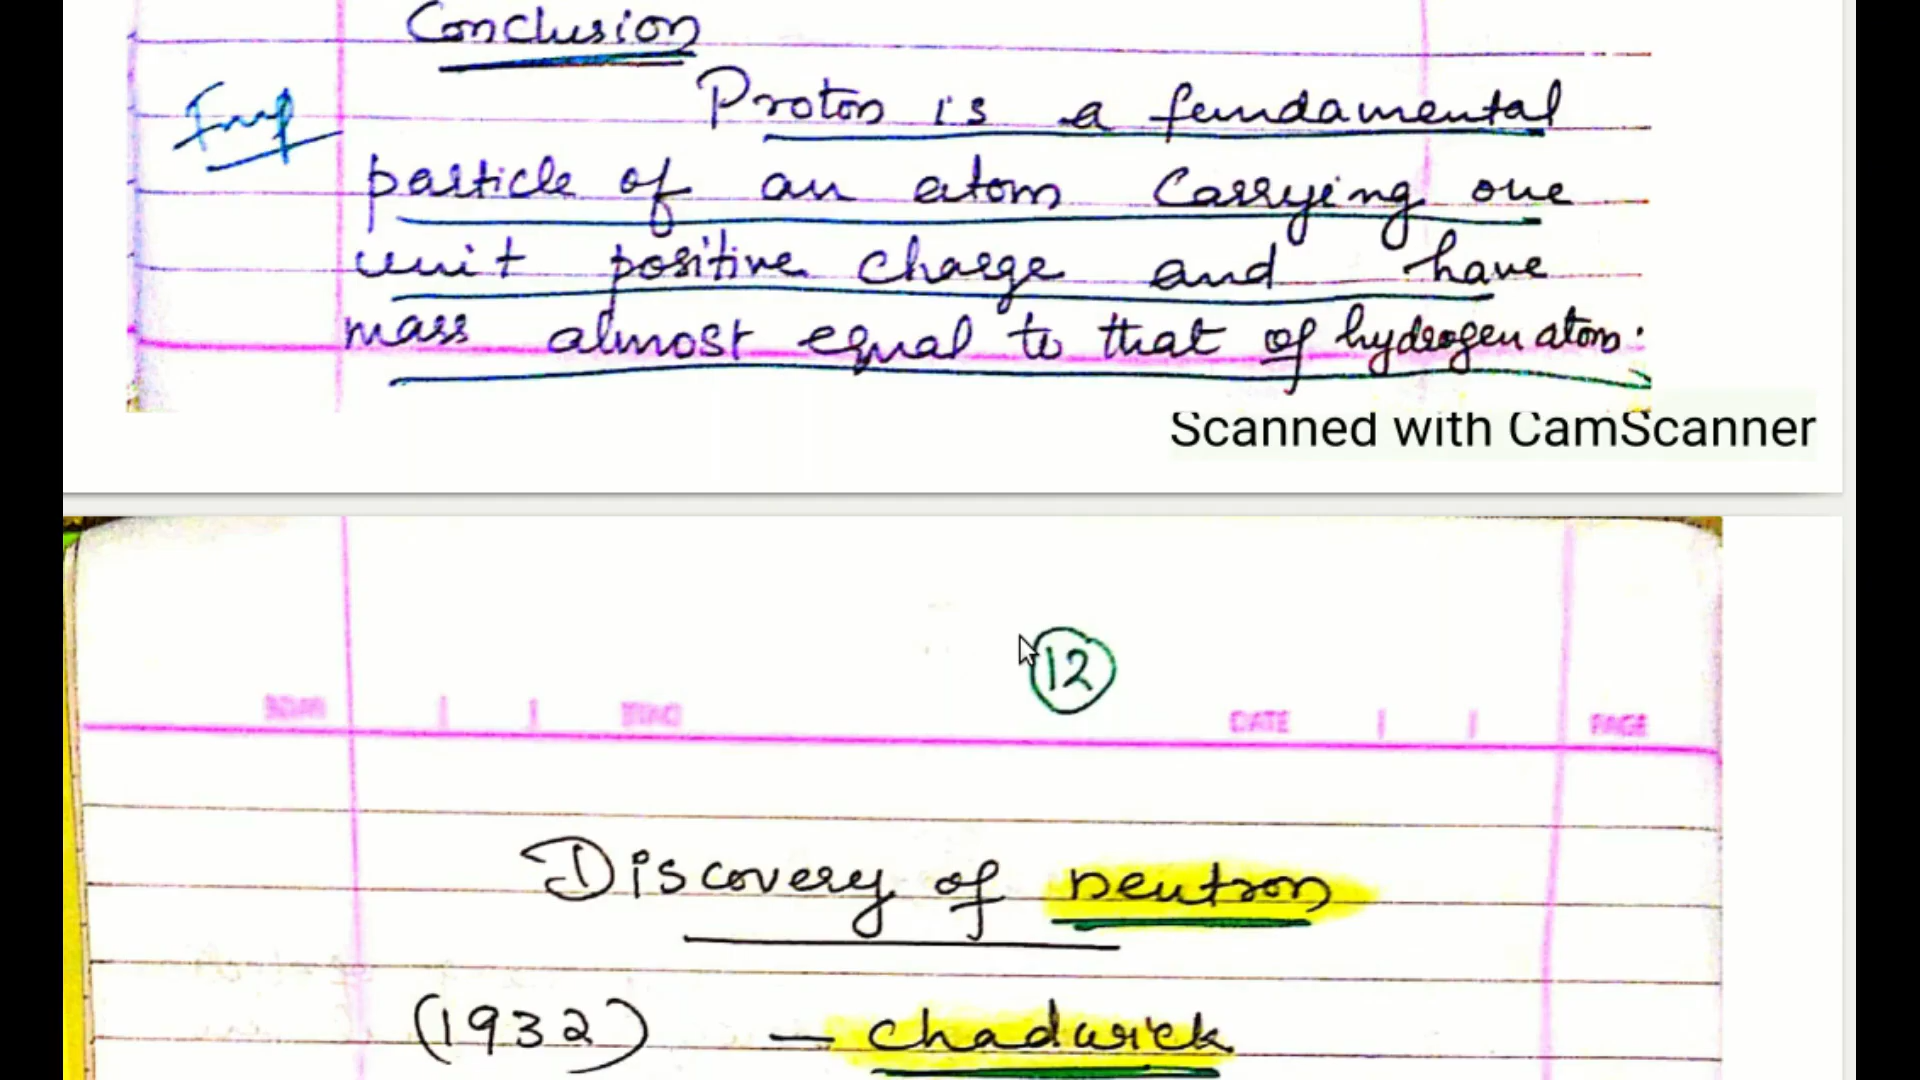 Conclusion
Imp
Proton is a fundamental
particle of an atom carrying one
unit positive charge and have
mass almost equal to that of hydrogen atom.
Scanned with CamScanner
12
DATE PAGE
Discovery of neutron
(1932) — chadwick